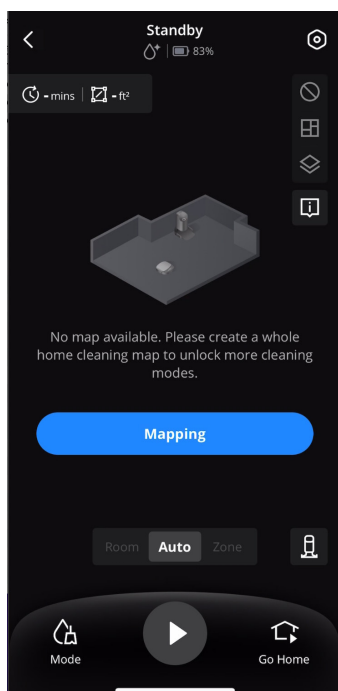 Standby
83%
- mins
- ft²
No map available. Please create a whole
home cleaning map to unlock more cleaning
modes.
Mapping
Room Auto Zone
Mode
Go Home